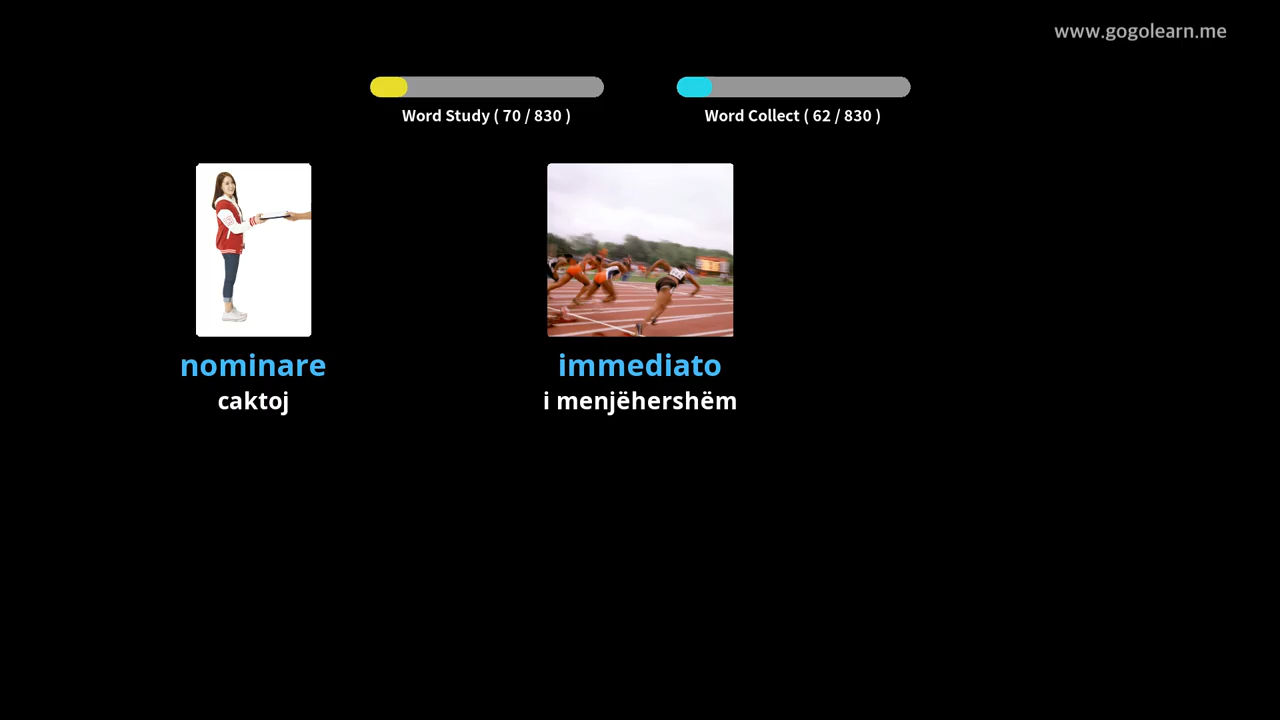 www.gogolearn.me
Word Study ( 70 / 830 )
Word Collect ( 62 / 830 )
nominare
caktoj
immediato
i menjëhershëm